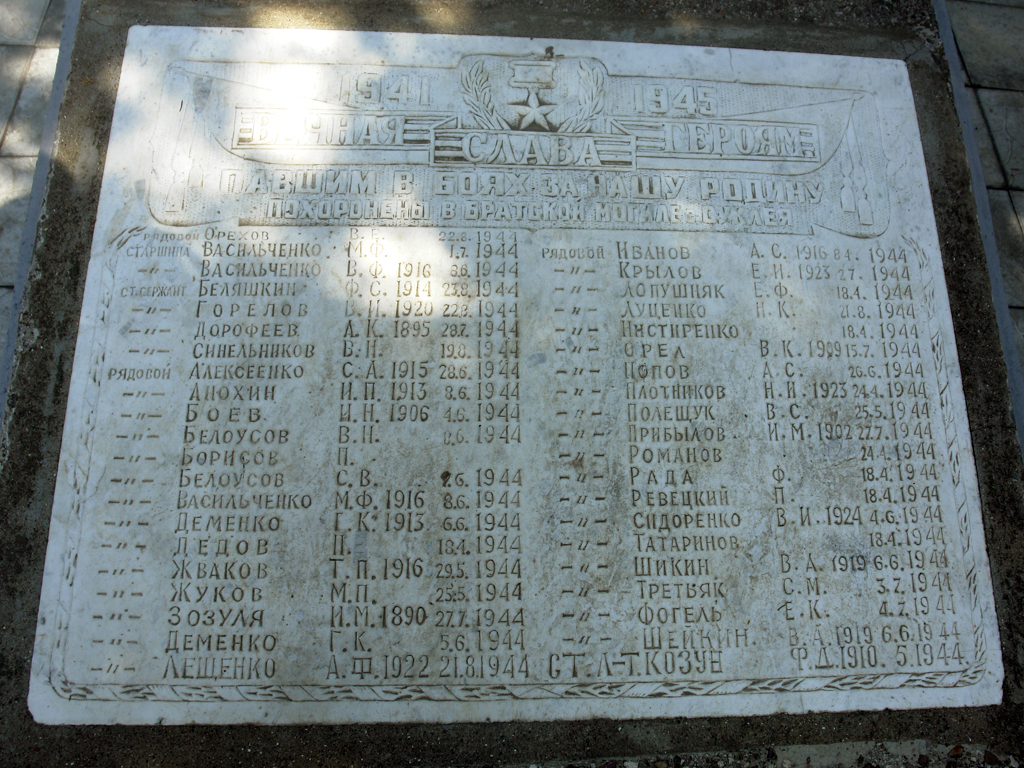 1941 1945
ВЕЧНАЯ СЛАВА ГЕРОЯМ
ПАВШИМ В БОЯХ ЗА НАШУ РОДИНУ
ПОХОРОНЕНЫ В БРАТСКОЙ МОГИЛЕ
РЯДОВОЙ ОРЕХОВ В. 22.8.1944
СТАРШИНА ВАСИЛЬЧЕНКО М.Ф. 1.7.1944
-"- ВАСИЛЬЧЕНКО В.Ф. 1916 8.6.1944
СТ.СЕРЖАНТ БЕЛЯШКИН Ф.С. 1914 23.8.1944
-"- ГОРЕЛОВ В.И. 1920 22.8.1944
-"- ДОРОФЕЕВ А.К. 1895 28.7.1944
-"- СИНЕЛЬНИКОВ В.Н. 19.8.1944
РЯДОВОЙ АЛЕКСЕЕНКО С.А. 1915 28.6.1944
-"- АНОХИН И.П. 1913 8.6.1944
-"- БОЕВ И.Н. 1906 4.6.1944
-"- БЕЛОУСОВ В.Н. 1944
-"- БОРИСОВ П.
-"- БЕЛОУСОВ С.В. 1944
-"- ВАСИЛЬЧЕНКО М.Ф. 1916 8.6.1944
-"- ДЕМЕНКО Г.К. 1913 6.6.1944
-"- ДЕДОВ П. 18.4.1944
-"- ЖВАКОВ Т.П. 1916 29.5.1944
-"- ЖУКОВ М.П. 25.5.1944
-"- ЗОЗУЛЯ И.М. 1890 27.7.1944
-"- ДЕМЕНКО Г.К. 5.6.1944
-"- ЛЕЩЕНКО А.Ф. 1922 21.8.1944
РЯДОВОЙ ИВАНОВ А.С. 1916 8.4.1944
-"- КРЫЛОВ Е.И. 1923 2.7.1944
-"- ЛОПУШНЯК Е.Ф. 18.4.1944
-"- ЛУЦЕНКО И.К. 21.8.1944
-"- НИСТИРЕНКО 18.4.1944
-"- ОРЕЛ В.К. 1909 15.7.1944
-"- ПОПОВ А.С. 26.6.1944
-"- ПЛОТНИКОВ Н.И. 1923 24.4.1944
-"- ПОЛЕЩУК В.С. 25.5.1944
-"- ПРИБЫЛОВ И.М. 1902 27.7.1944
-"- РОМАНОВ 24.4.1944
-"- РАДА Ф. 18.4.1944
-"- РЕВЕЦКИЙ П. 18.4.1944
-"- СИДОРЕНКО В.И. 1924 4.6.1944
-"- ТАТАРИНОВ 18.4.1944
-"- ШИКИН В.А. 1919 6.6.1944
-"- ТРЕТЬЯК С.М. 3.7.1944
-"- ФОГЕЛЬ Е.К. 4.7.1944
-"- ШЕЙКИН В.А. 1919 6.6.1944
СТ.Л-Т.КОЗУН Ф.Д. 1910. 5.1944